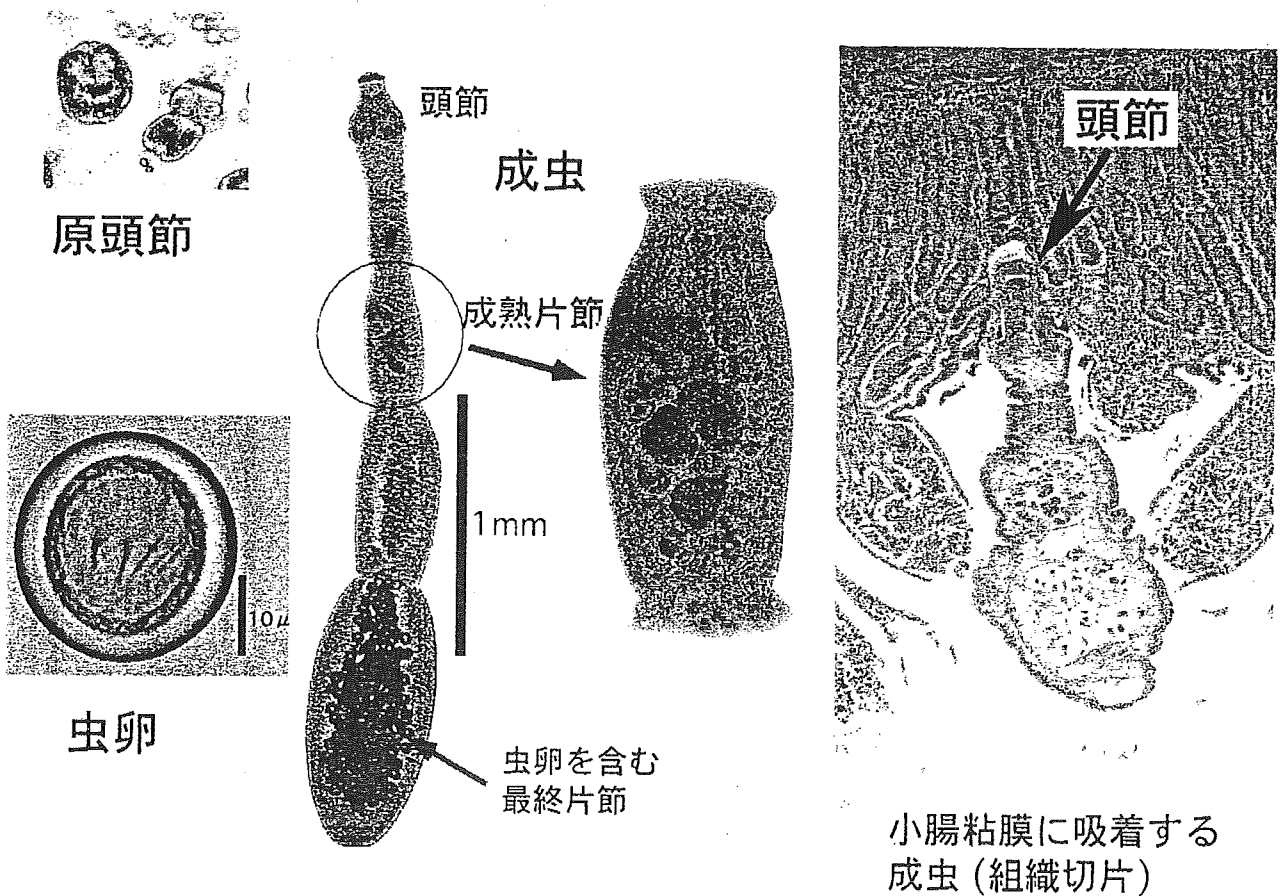 頭節
成虫
原頭節
成熟片節
1mm
10μ
虫卵
虫卵を含む
最終片節
頭節
小腸粘膜に吸着する
成虫(組織切片)